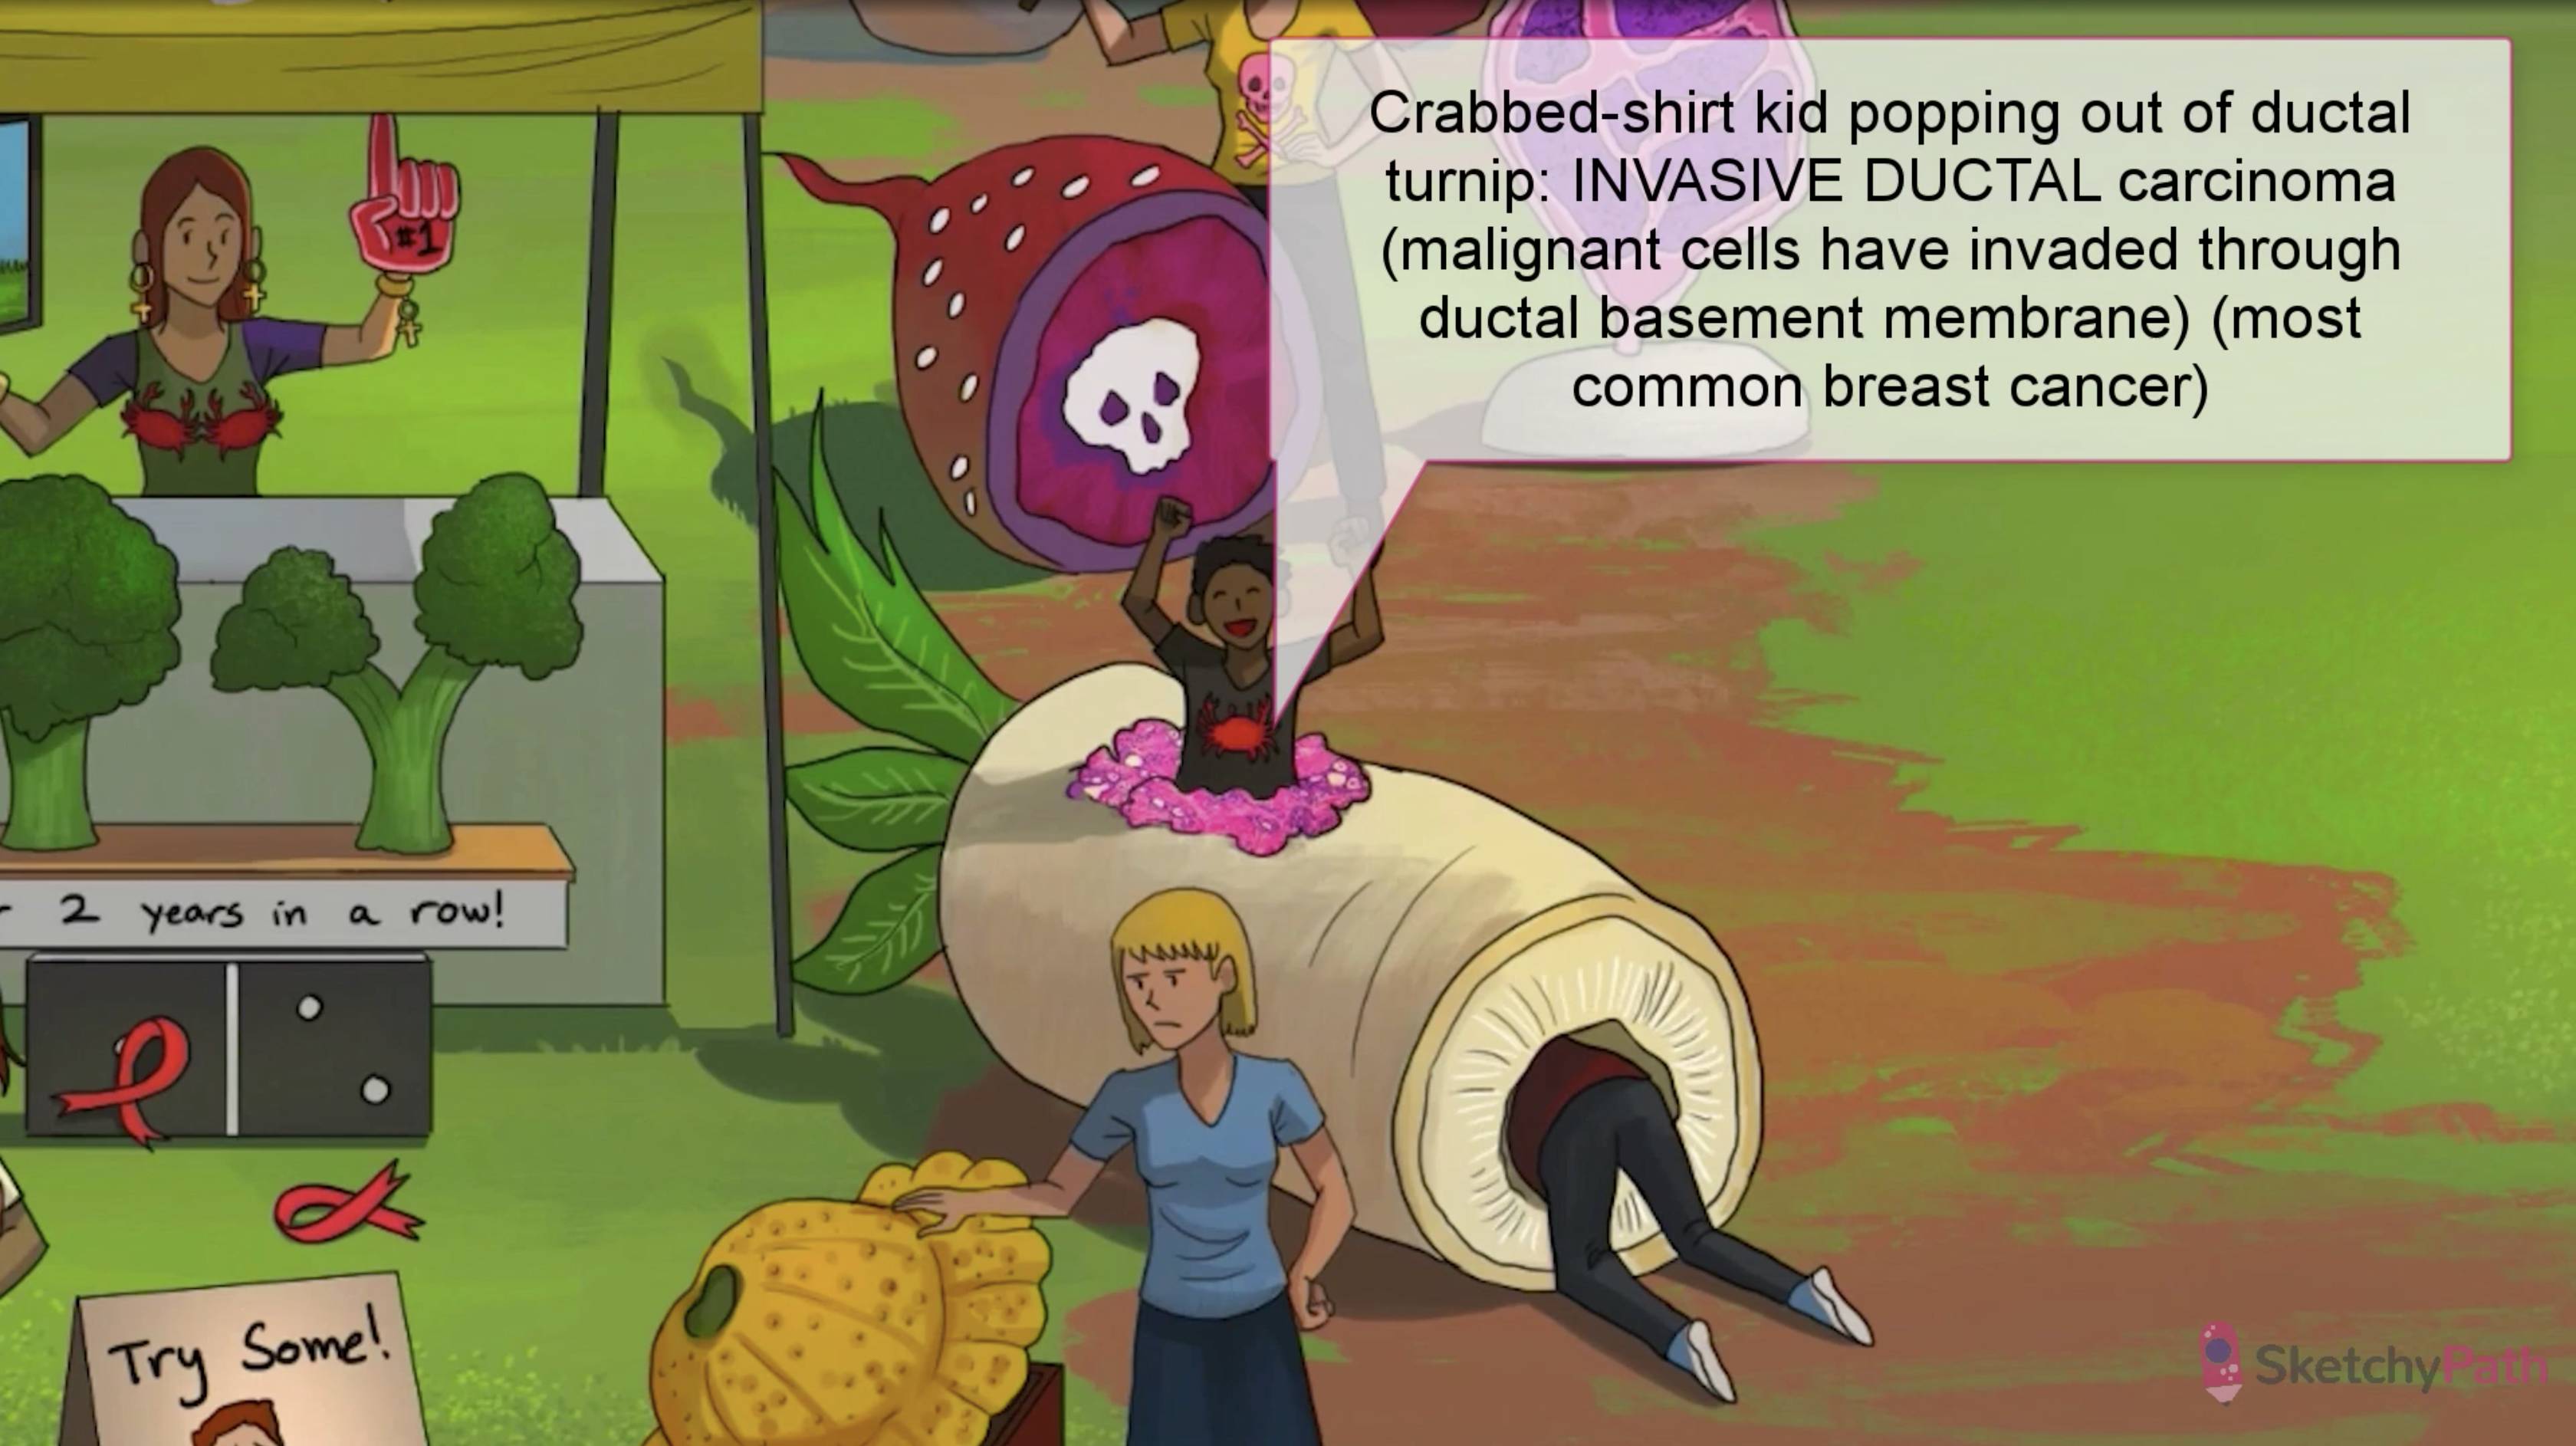 Crabbed-shirt kid popping out of ductal
turnip: INVASIVE DUCTAL carcinoma
(malignant cells have invaded through
ductal basement membrane) (most
common breast cancer)
#1
2 years in a row!
Try Some!
SketchyPath